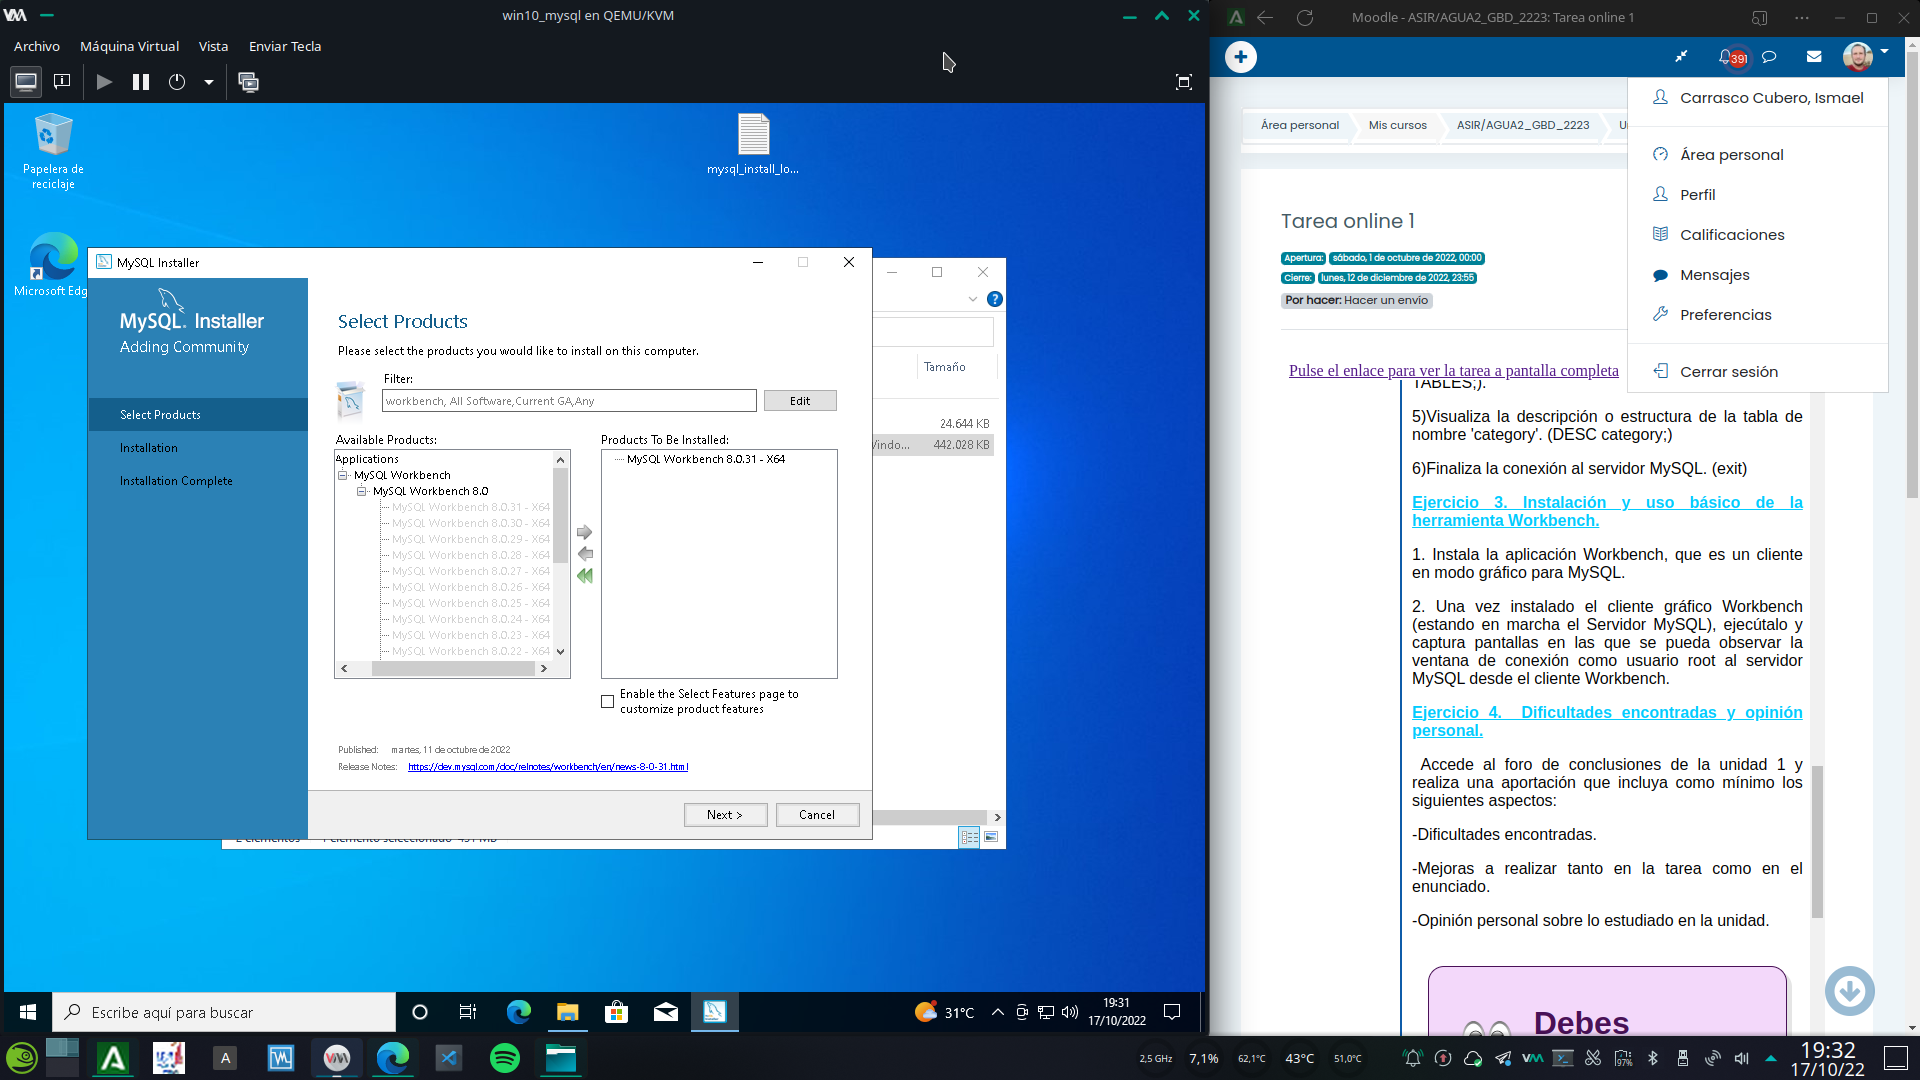 win10_mysql en QEMU/KVM
Archivo Máquina Virtual Vista Enviar Tecla
Papelera de
reciclaje
mysql_install_lo...
Microsoft Edg
MySQL Installer
MySQL. Installer
Adding Community
Select Products
Installation
Installation Complete
Select Products
Please select the products you would like to install on this computer.
Filter:
workbench, All Software,Current GA,Any
Edit
Available Products:
Applications
MySQL Workbench
MySQL Workbench 8.0
MySQL Workbench 8.0.31 - X64
MySQL Workbench 8.0.30 - X64
MySQL Workbench 8.0.29 - X64
MySQL Workbench 8.0.28 - X64
MySQL Workbench 8.0.27 - X64
MySQL Workbench 8.0.26 - X64
MySQL Workbench 8.0.25 - X64
MySQL Workbench 8.0.24 - X64
MySQL Workbench 8.0.23 - X64
MySQL Workbench 8.0.22 - X64
Products To Be Installed:
MySQL Workbench 8.0.31 - X64
Enable the Select Features page to
customize product features
Published: martes, 11 de octubre de 2022
Release Notes: https://dev.mysql.com/doc/relnotes/workbench/en/news-8-0-31.html
Next >
Cancel
Tamaño
24.644 KB
/indo... 442.028 KB
Escribe aquí para buscar
31°C
19:31
17/10/2022
Moodle - ASIR/AGUA2_GBD_2223: Tarea online 1
391
Carrasco Cubero, Ismael
Área personal
Perfil
Calificaciones
Mensajes
Preferencias
Cerrar sesión
Área personal
Mis cursos
ASIR/AGUA2_GBD_2223
Tarea online 1
Apertura: sábado, 1 de octubre de 2022, 00:00
Cierre: lunes, 12 de diciembre de 2022, 23:55
Por hacer: Hacer un envío
Pulse el enlace para ver la tarea a pantalla completa
TABLES;).
5)Visualiza la descripción o estructura de la tabla de
nombre 'category'. (DESC category;)
6)Finaliza la conexión al servidor MySQL. (exit)
Ejercicio 3. Instalación y uso básico de la
herramienta Workbench.
1. Instala la aplicación Workbench, que es un cliente
en modo gráfico para MySQL.
2. Una vez instalado el cliente gráfico Workbench
(estando en marcha el Servidor MySQL), ejecútalo y
captura pantallas en las que se pueda observar la
ventana de conexión como usuario root al servidor
MySQL desde el cliente Workbench.
Ejercicio 4. Dificultades encontradas y opinión
personal.
Accede al foro de conclusiones de la unidad 1 y
realiza una aportación que incluya como mínimo los
siguientes aspectos:
-Dificultades encontradas.
-Mejoras a realizar tanto en la tarea como en el
enunciado.
-Opinión personal sobre lo estudiado en la unidad.
Debes
2,5 GHz 7,1% 62,1°C 43°C 51,0°C
97%
19:32
17/10/22